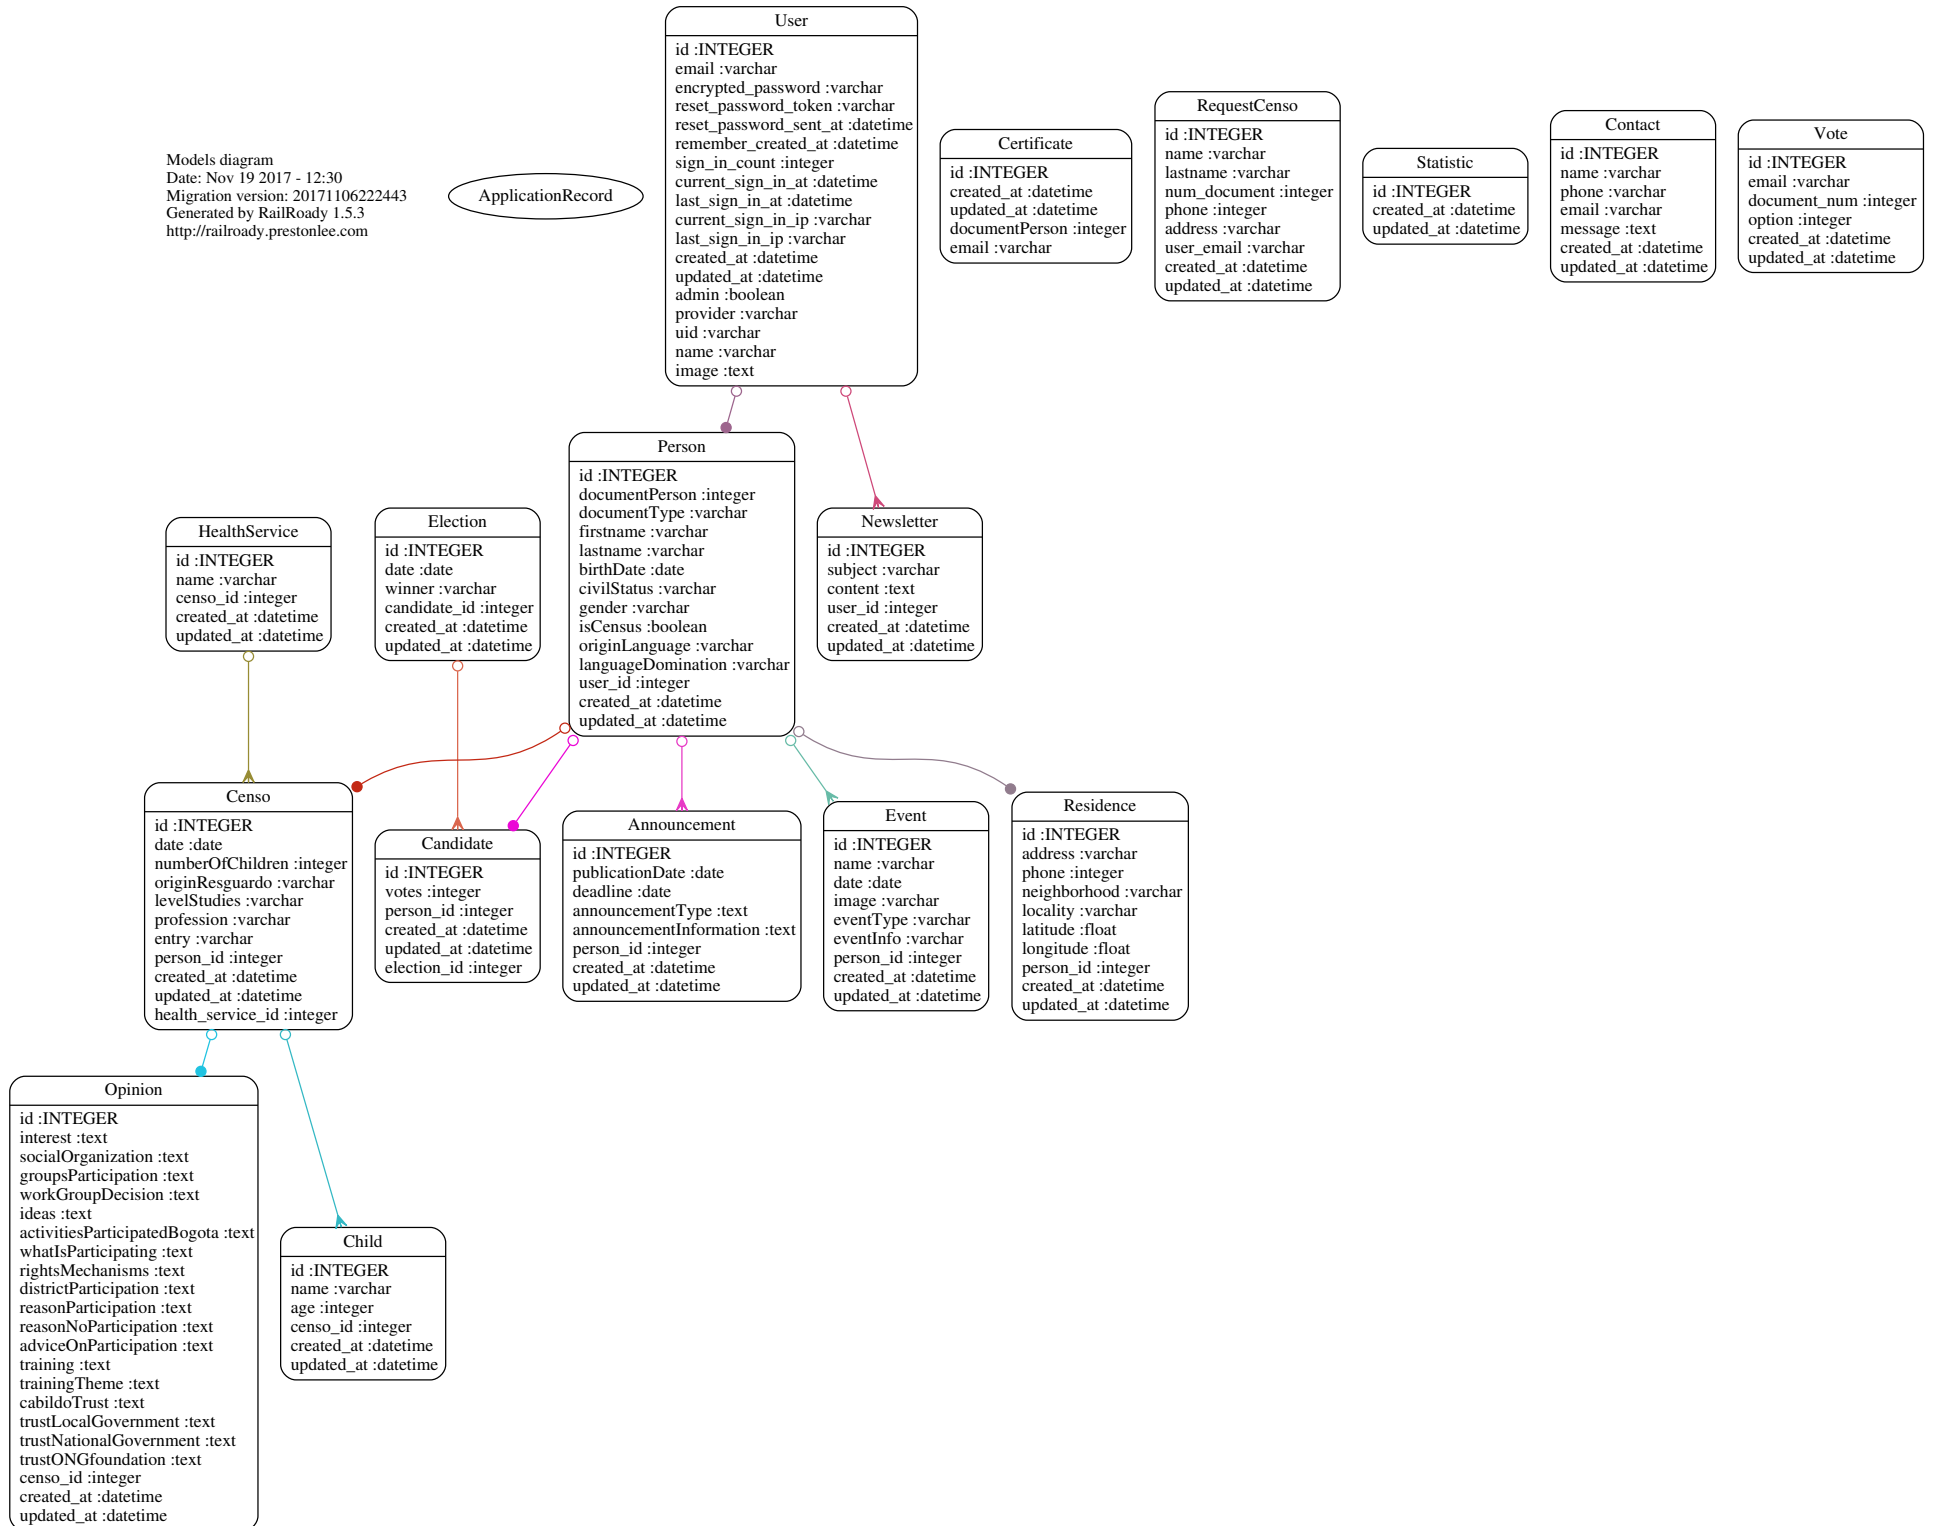 User
id :INTEGER
email :varchar
encrypted_password :varchar
reset_password_token :varchar
reset_password_sent_at :datetime
remember_created_at :datetime
sign_in_count :integer
current_sign_in_at :datetime
last_sign_in_at :datetime
current_sign_in_ip :varchar
last_sign_in_ip :varchar
created_at :datetime
updated_at :datetime
admin :boolean
provider :varchar
uid :varchar
name :varchar
image :text
Models diagram
Date: Nov 19 2017 - 12:30
Migration version: 20171106222443
Generated by RailRoady 1.5.3
http://railroady.prestonlee.com
ApplicationRecord
Certificate
id :INTEGER
created_at :datetime
updated_at :datetime
documentPerson :integer
email :varchar
RequestCenso
id :INTEGER
name :varchar
lastname :varchar
num_document :integer
phone :integer
address :varchar
user_email :varchar
created_at :datetime
updated_at :datetime
Statistic
id :INTEGER
created_at :datetime
updated_at :datetime
Contact
id :INTEGER
name :varchar
phone :varchar
email :varchar
message :text
created_at :datetime
updated_at :datetime
Vote
id :INTEGER
email :varchar
document_num :integer
option :integer
created_at :datetime
updated_at :datetime
HealthService
id :INTEGER
name :varchar
censo_id :integer
created_at :datetime
updated_at :datetime
Election
id :INTEGER
date :date
winner :varchar
candidate_id :integer
created_at :datetime
updated_at :datetime
Person
id :INTEGER
documentPerson :integer
documentType :varchar
firstname :varchar
lastname :varchar
birthDate :date
civilStatus :varchar
gender :varchar
isCensus :boolean
originLanguage :varchar
languageDomination :varchar
user_id :integer
created_at :datetime
updated_at :datetime
Newsletter
id :INTEGER
subject :varchar
content :text
user_id :integer
created_at :datetime
updated_at :datetime
Censo
id :INTEGER
date :date
numberOfChildren :integer
originResguardo :varchar
levelStudies :varchar
profession :varchar
entry :varchar
person_id :integer
created_at :datetime
updated_at :datetime
health_service_id :integer
Candidate
id :INTEGER
votes :integer
person_id :integer
created_at :datetime
updated_at :datetime
election_id :integer
Announcement
id :INTEGER
publicationDate :date
deadline :date
announcementType :text
announcementInformation :text
person_id :integer
created_at :datetime
updated_at :datetime
Event
id :INTEGER
name :varchar
date :date
image :varchar
eventType :varchar
eventInfo :varchar
person_id :integer
created_at :datetime
updated_at :datetime
Residence
id :INTEGER
address :varchar
phone :integer
neighborhood :varchar
locality :varchar
latitude :float
longitude :float
person_id :integer
created_at :datetime
updated_at :datetime
Opinion
id :INTEGER
interest :text
socialOrganization :text
groupsParticipation :text
workGroupDecision :text
ideas :text
activitiesParticipatedBogota :text
whatIsParticipating :text
rightsMechanisms :text
districtParticipation :text
reasonParticipation :text
reasonNoParticipation :text
adviceOnParticipation :text
training :text
trainingTheme :text
cabildoTrust :text
trustLocalGovernment :text
trustNationalGovernment :text
trustONGfoundation :text
censo_id :integer
created_at :datetime
updated_at :datetime
Child
id :INTEGER
name :varchar
age :integer
censo_id :integer
created_at :datetime
updated_at :datetime